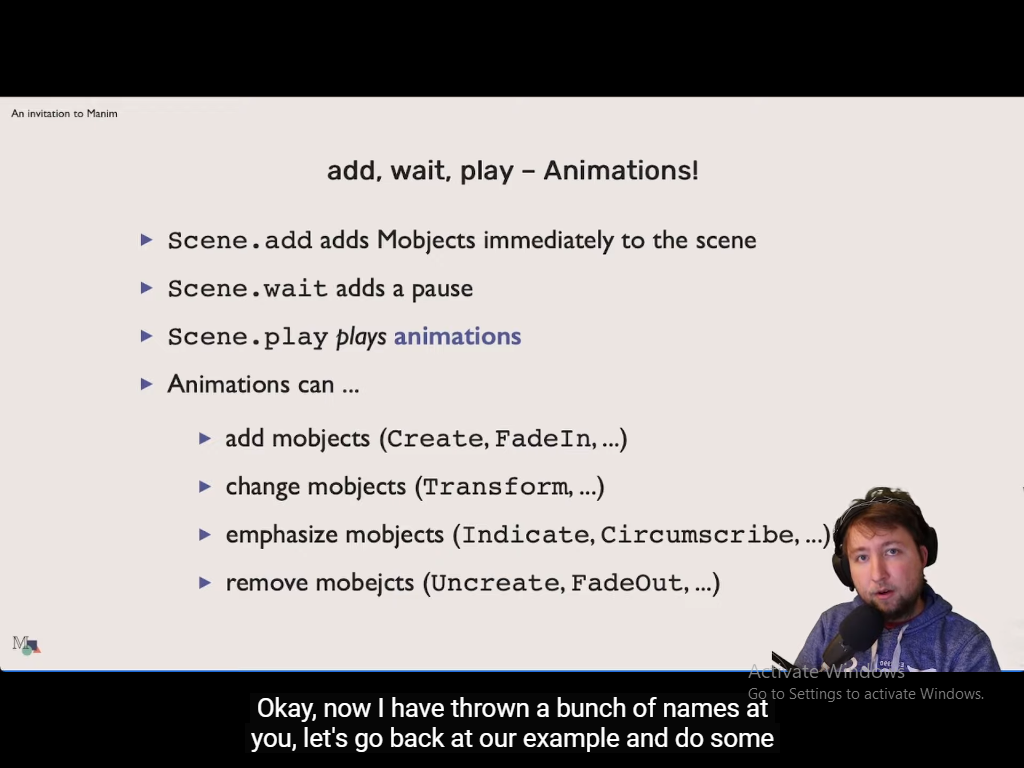 An invitation to Manim
add, wait, play – Animations!
Scene.add adds Mobjects immediately to the scene
Scene.wait adds a pause
Scene.play plays animations
Animations can ...
add mobjects (Create, FadeIn, ...)
change mobjects (Transform, ...)
emphasize mobjects (Indicate, Circumscribe, ...)
remove mobejcts (Uncreate, FadeOut, ...)
M
Activate Windows
Go to Settings to activate Windows.
Okay, now I have thrown a bunch of names at
you, let's go back at our example and do some